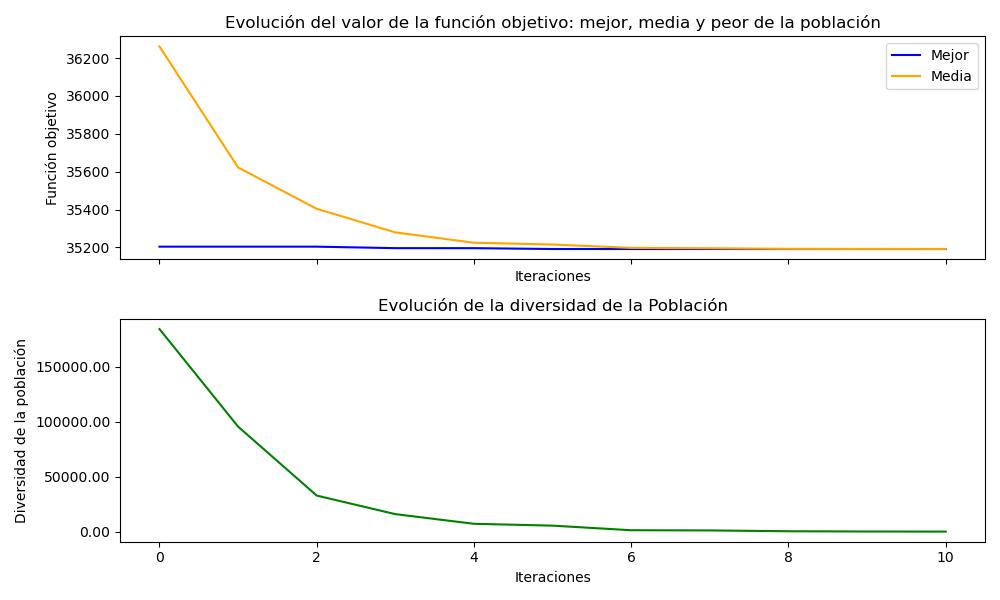 Evolución del valor de la función objetivo: mejor, media y peor de la población
Función objetivo
36200
36000
35800
35600
35400
35200
Mejor
Media
Iteraciones
Evolución de la diversidad de la Población
Diversidad de la población
150000.00
100000.00
50000.00
0.00
0 2 4 6 8 10
Iteraciones